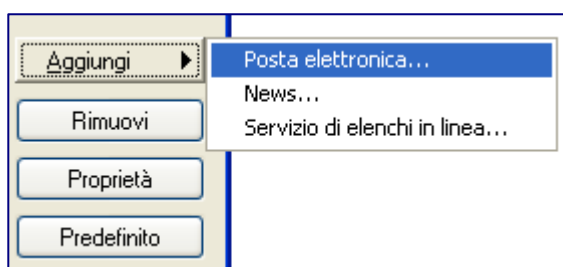 Aggiungi
Posta elettronica...
News...
Servizio di elenchi in linea...
Rimuovi
Proprietà
Predefinito